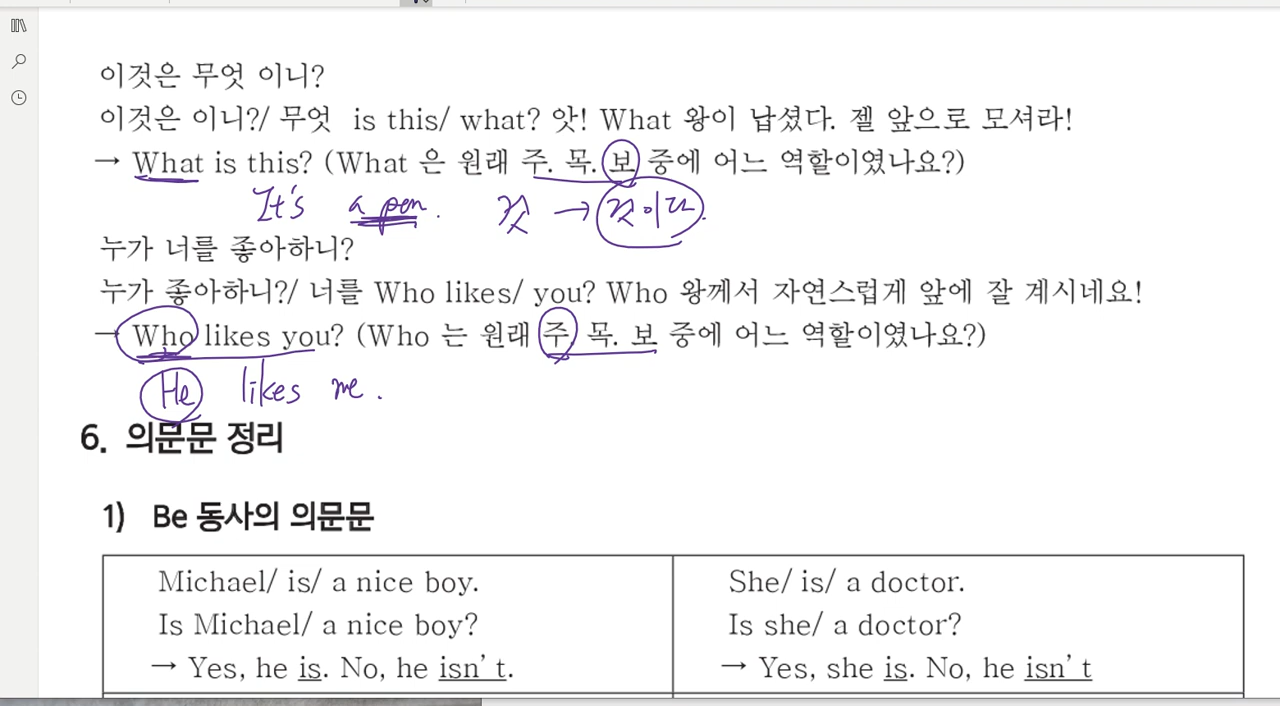 이것은 무엇 이니?
이것은 이니?/ 무엇 is this/ what? 앗! What 왕이 납셨다. 젤 앞으로 모셔라!
→ What is this? (What 은 원래 주. 목. 보 중에 어느 역할이였나요?)
It's a pen. 것 → 것이다.
누가 너를 좋아하니?
누가 좋아하니?/ 너를 Who likes/ you? Who 왕께서 자연스럽게 앞에 잘 계시네요!
→ Who likes you? (Who 는 원래 주. 목. 보 중에 어느 역할이였나요?)
He likes me.
6. 의문문 정리
1) Be 동사의 의문문
Michael/ is/ a nice boy.
Is Michael/ a nice boy?
→ Yes, he is. No, he isn't.
She/ is/ a doctor.
Is she/ a doctor?
→ Yes, she is. No, he isn't